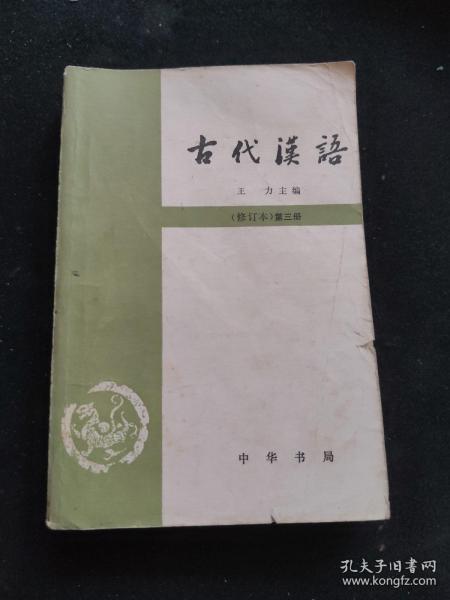 古代漢語
王 力主编
(修订本)第三册
中华书局
孔夫子旧书网
www.kongfz.com